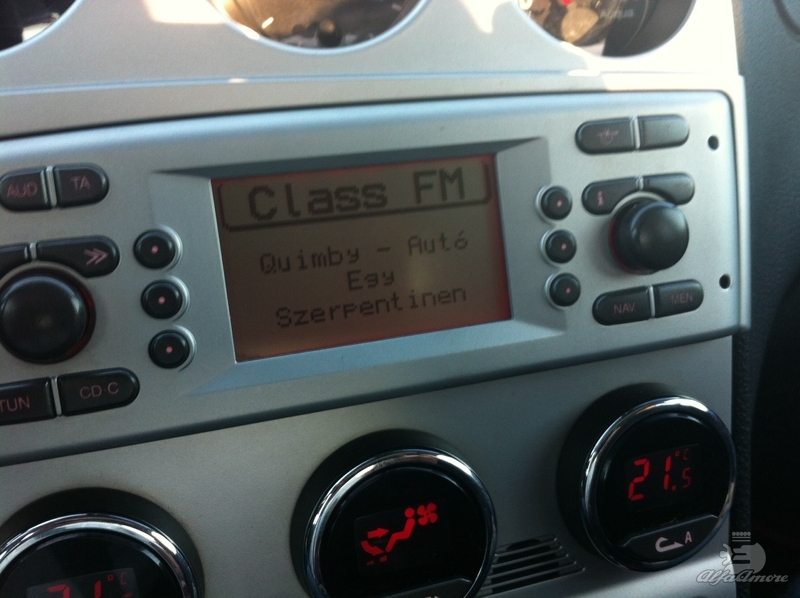 Class FM
Quimby - Autó
Egy
Szerpentinen
AUD TA
TUN CD C
i
NAV MEN
21.5 °C
A
AlfaAmore